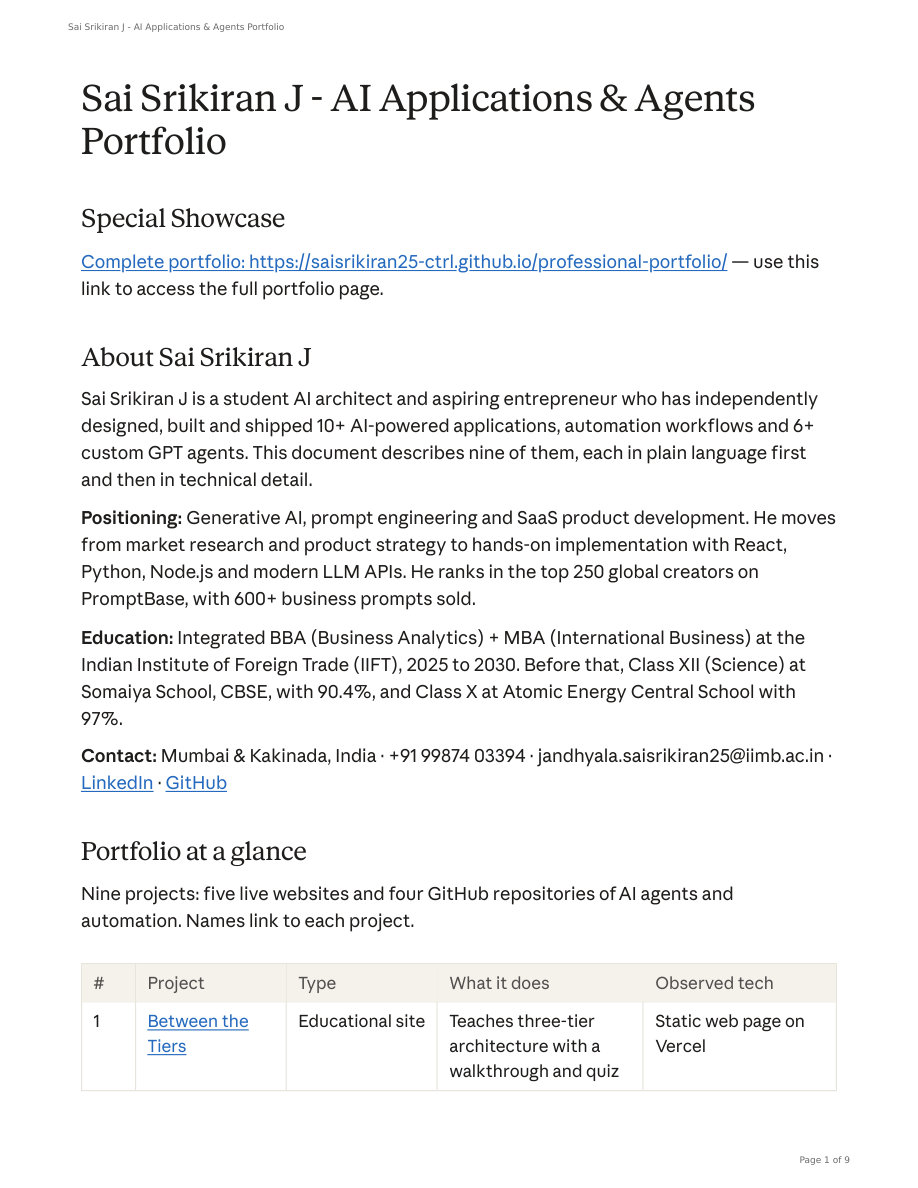 Sai Srikiran J - AI Applications & Agents Portfolio
Sai Srikiran J - AI Applications & Agents
Portfolio
Special Showcase
Complete portfolio: https://saisrikiran25-ctrl.github.io/professional-portfolio/ — use this
link to access the full portfolio page.
About Sai Srikiran J
Sai Srikiran J is a student AI architect and aspiring entrepreneur who has independently
designed, built and shipped 10+ AI-powered applications, automation workflows and 6+
custom GPT agents. This document describes nine of them, each in plain language first
and then in technical detail.
Positioning: Generative AI, prompt engineering and SaaS product development. He moves
from market research and product strategy to hands-on implementation with React,
Python, Node.js and modern LLM APIs. He ranks in the top 250 global creators on
PromptBase, with 600+ business prompts sold.
Education: Integrated BBA (Business Analytics) + MBA (International Business) at the
Indian Institute of Foreign Trade (IIFT), 2025 to 2030. Before that, Class XII (Science) at
Somaiya School, CBSE, with 90.4%, and Class X at Atomic Energy Central School with
97%.
Contact: Mumbai & Kakinada, India · +91 99874 03394 · jandhyala.saisrikiran25@iimb.ac.in ·
LinkedIn · GitHub
Portfolio at a glance
Nine projects: five live websites and four GitHub repositories of AI agents and
automation. Names link to each project.
# Project Type What it does Observed tech
1 Between the Educational site Teaches three-tier Static web page on
Tiers architecture with a Vercel
walkthrough and quiz
Page 1 of 9